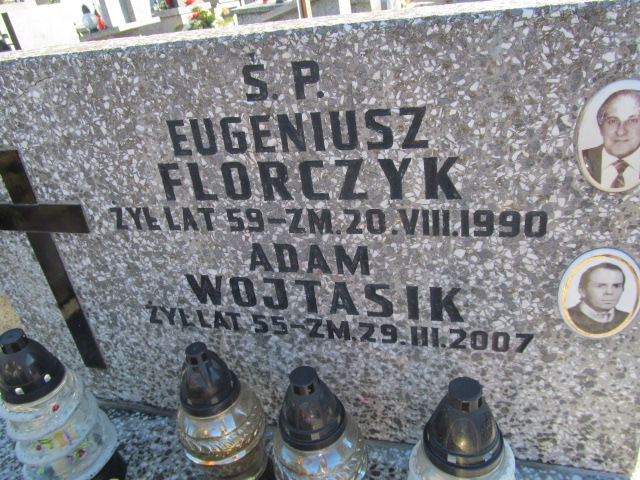 Ś. P.
EUGENIUSZ
FLORCZYK
ŻYŁ LAT 59-ZM. 20.VIII.1990
ADAM
WOJTASIK
ŻYŁ LAT 55-ZM. 29.III.2007